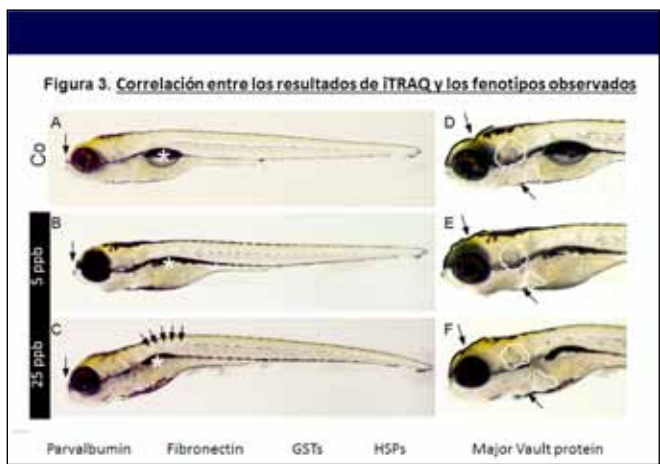 Figura 3. Correlación entre los resultados de iTRAQ y los fenotipos observados
A
D
Co
B
E
5 ppb
C
F
25 ppb
Parvalbumin Fibronectin GSTs HSPs Major Vault protein